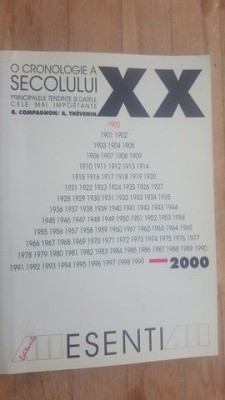 O CRONOLOGIE A
SECOLULUI
XX
PRINCIPALELE TENDINTE ȘI DATELE
CELE MAI IMPORTANTE
B. COMPAGNON/ A. THÉVENIN
1900
1901 1902
1903 1904 1905
1906 1907 1908 1909
1910 1911 1912 1913 1914
1915 1916 1917 1918 1919 1920
1921 1922 1923 1924 1925 1926 1927
1928 1929 1930 1931 1932 1933 1934 1935
1936 1937 1938 1939 1940 1941 1942 1943 1944
1945 1946 1947 1948 1949 1950 1951 1952 1953 1954
1955 1956 1957 1958 1959 1960 1961 1962 1963 1964 1965
1966 1967 1968 1969 1970 1971 1972 1973 1974 1975 1976 1977
1978 1979 1980 1981 1982 1983 1984 1985 1986 1987 1988 1989 1990
1991 1992 1993 1994 1995 1996 1997 1998 1999 —2000
ALL ESENTI ALL